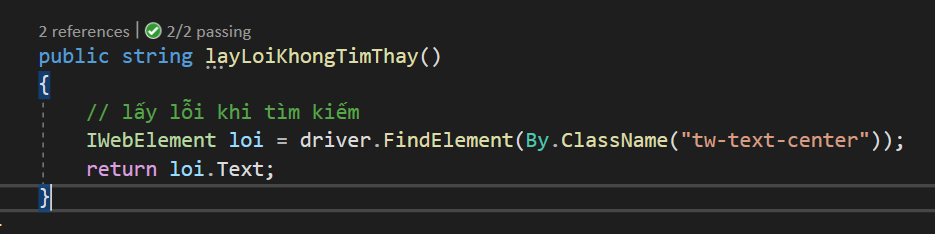 2 references | 2/2 passing
public string layLoiKhongTimThay()
{
// lấy lỗi khi tìm kiếm
IWebElement loi = driver.FindElement(By.ClassName("tw-text-center"));
return loi.Text;
}